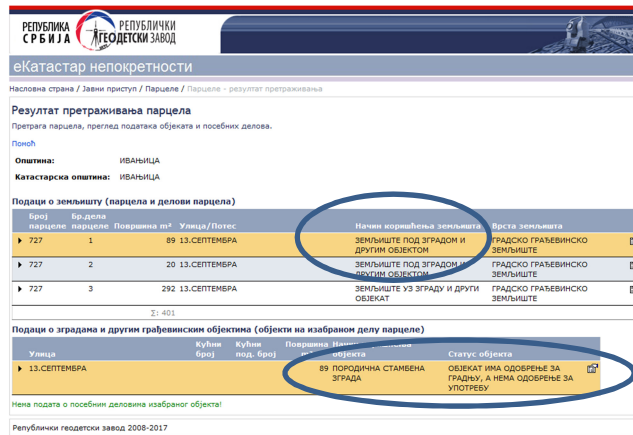 РЕПУБЛИКА СРБИЈА
РЕПУБЛИЧКИ ГЕОДЕТСКИ ЗАВОД
еКатастар непокретности
Насловна страна / Јавни приступ / Парцеле / Парцеле - резултат претраживања
Резултат претраживања парцела
Претрага парцела, преглед података објеката и посебних делова.
Помоћ
Општина: ИВАЊИЦА
Катастарска општина: ИВАЊИЦА
Подаци о земљишту (парцела и делови парцела)
Број парцеле Бр.дела парцеле Површина m² Улица/Потес Начин коришћења земљишта Врста земљишта
727 1 89 13.СЕПТЕМБРА ЗЕМЉИШТЕ ПОД ЗГРАДОМ И ДРУГИМ ОБЈЕКТОМ ГРАДСКО ГРАЂЕВИНСКО ЗЕМЉИШТЕ
727 2 20 13.СЕПТЕМБРА ЗЕМЉИШТЕ ПОД ЗГРАДОМ И ДРУГИМ ОБЈЕКТОМ ГРАДСКО ГРАЂЕВИНСКО ЗЕМЉИШТЕ
727 3 292 13.СЕПТЕМБРА ЗЕМЉИШТЕ УЗ ЗГРАДУ И ДРУГИ ОБЈЕКАТ ГРАДСКО ГРАЂЕВИНСКО ЗЕМЉИШТЕ
Σ: 401
Подаци о зградама и другим грађевинским објектима (објекти на изабраном делу парцеле)
Улица Кућни број Кућни под. број Површина објекта Статус објекта
13.СЕПТЕМБРА 89 ПОРОДИЧНА СТАМБЕНА ЗГРАДА ОБЈЕКАТ ИМА ОДОБРЕЊЕ ЗА ГРАДЊУ, А НЕМА ОДОБРЕЊЕ ЗА УПОТРЕБУ
Нема подата о посебним деловина изабраног објекта!
Републички геодетски завод 2008-2017